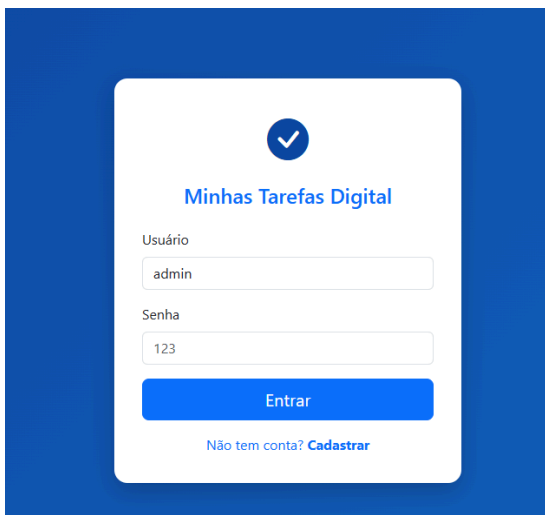 Minhas Tarefas Digital
Usuário
admin
Senha
123
Entrar
Não tem conta? Cadastrar